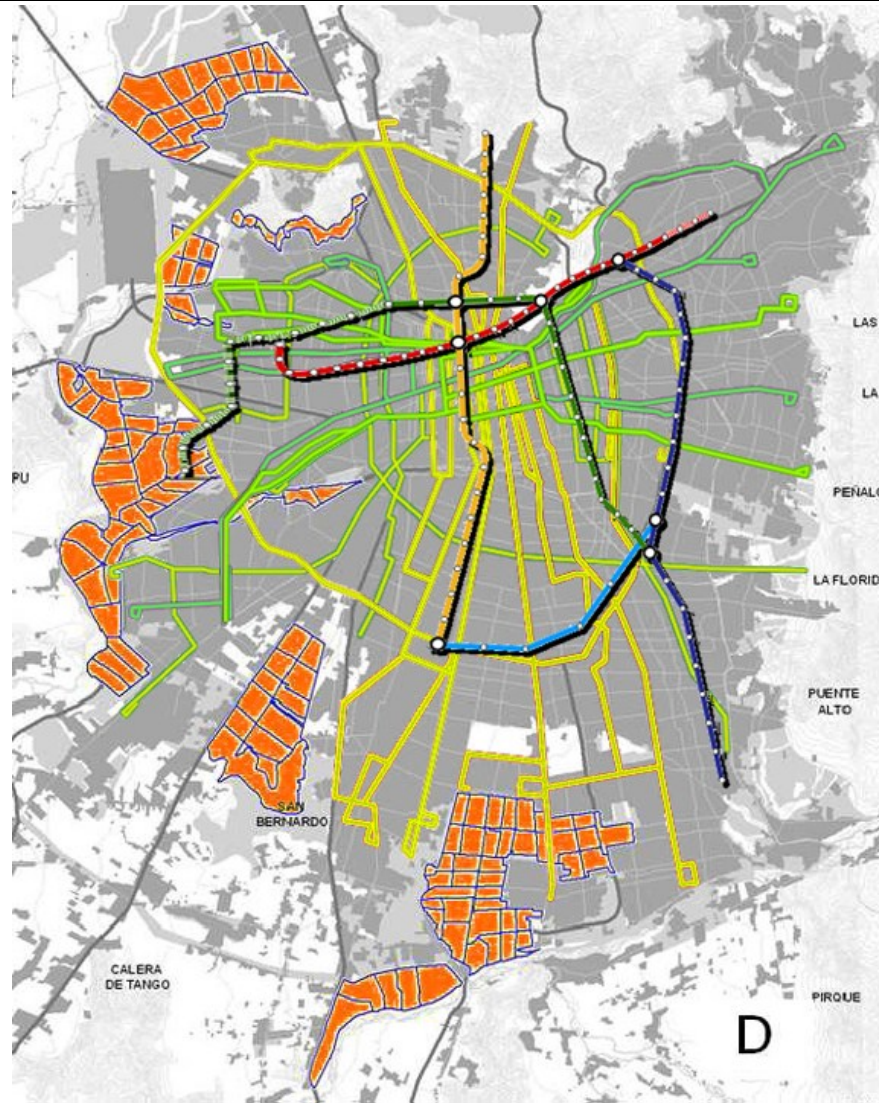 LAS
LA
PU
PEÑALO
LA FLORID
PUENTE
ALTO
SAN
BERNARDO
CALERA
DE TANGO
PIRQUE
D